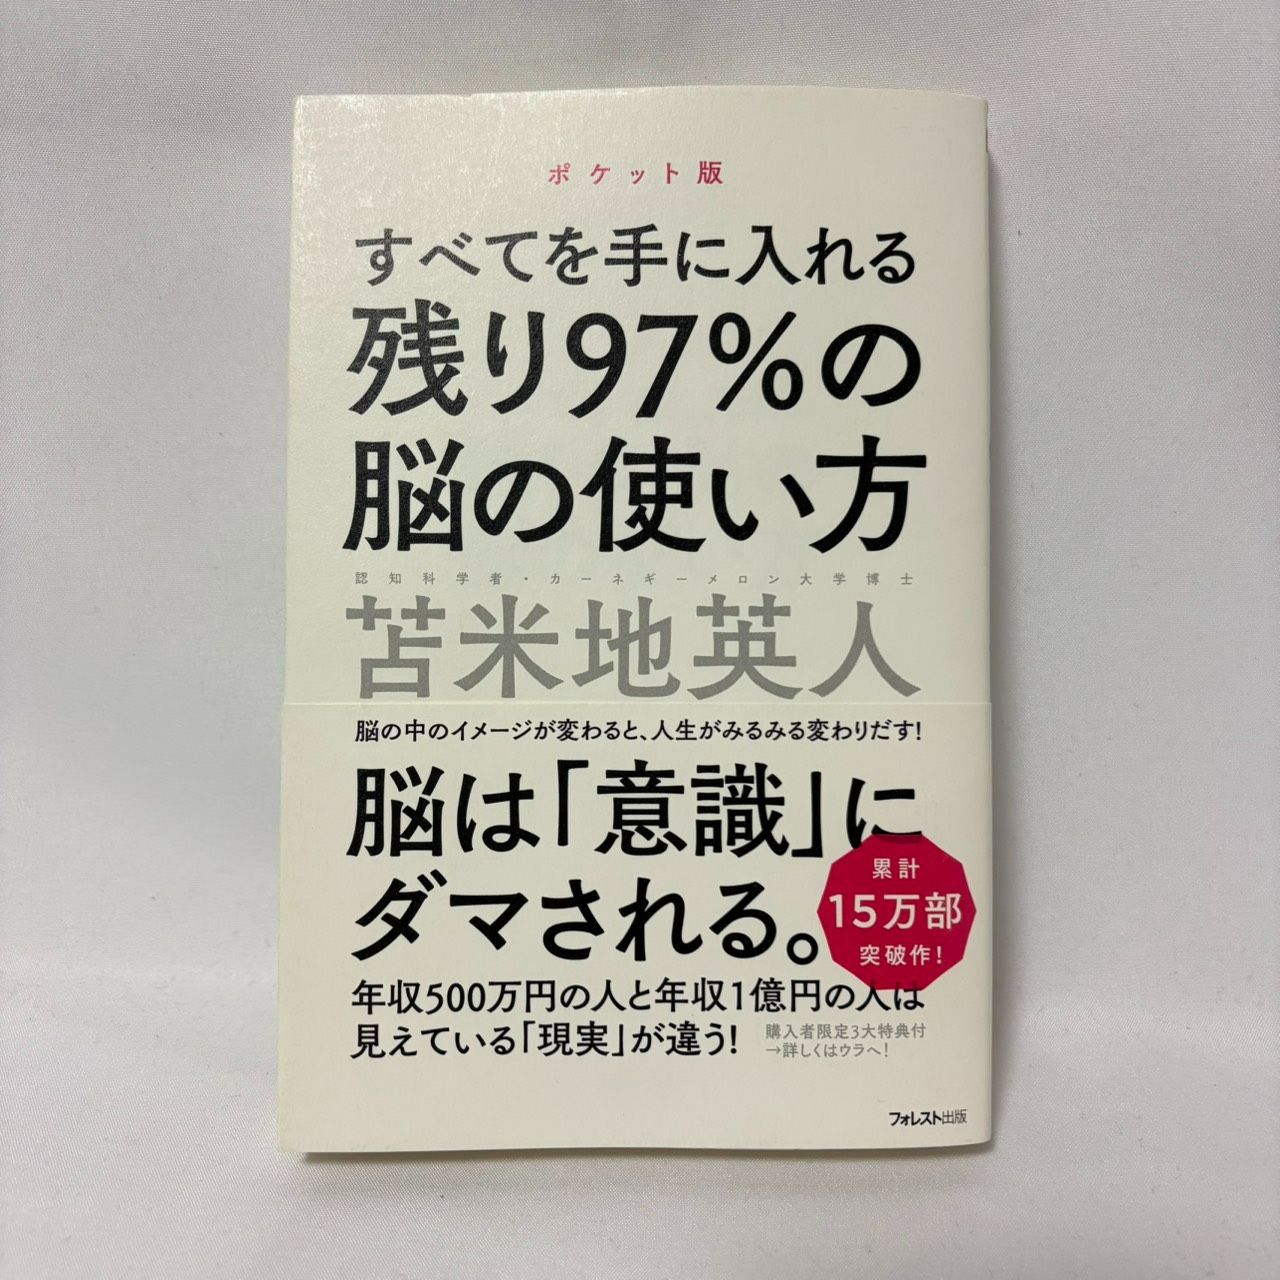 ポケット版
すべてを手に入れる
残り97%の
脳の使い方
認知科学者・カーネギーメロン大学博士
苫米地英人
脳の中のイメージが変わると、人生がみるみる変わりだす!
脳は「意識」に
ダマされる。
累計
15万部
突破作!
年収500万円の人と年収1億円の人は
見えている「現実」が違う!
購入者限定3大特典付
→詳しくはウラへ!
フォレスト出版